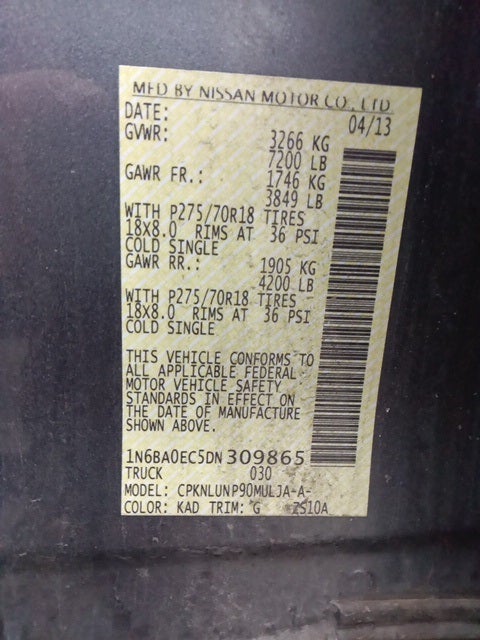 MFD BY NISSAN MOTOR CO., LTD.
DATE: 04/13
GVWR: 3266 KG
7200 LB
GAWR FR.: 1746 KG
3849 LB
WITH P275/70R18 TIRES
18X8.0 RIMS AT 36 PSI
COLD SINGLE
GAWR RR.: 1905 KG
4200 LB
WITH P275/70R18 TIRES
18X8.0 RIMS AT 36 PSI
COLD SINGLE
THIS VEHICLE CONFORMS TO
ALL APPLICABLE FEDERAL
MOTOR VEHICLE SAFETY
STANDARDS IN EFFECT ON
THE DATE OF MANUFACTURE
SHOWN ABOVE.
1N6BA0EC5DN309865
TRUCK 030
MODEL: CPKNLUNP90MULJA-A-
COLOR: KAD TRIM: G ZS10A